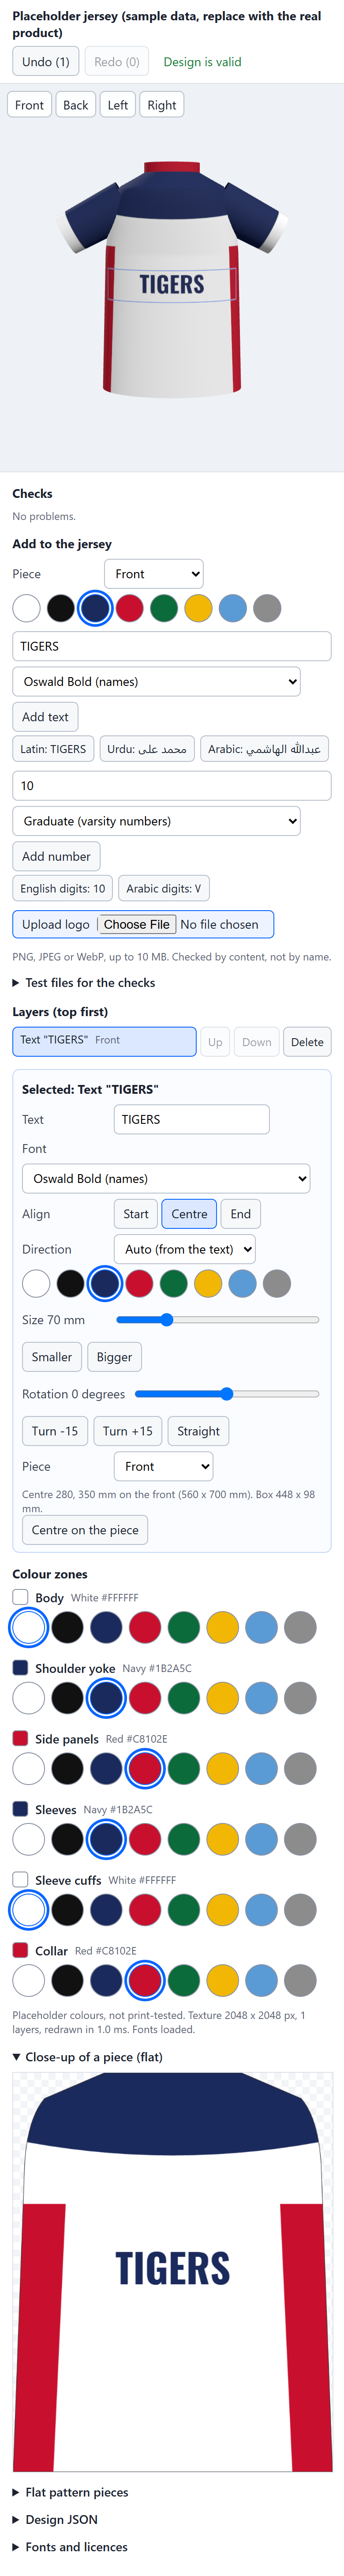 Placeholder jersey (sample data, replace with the real
product)
Undo (1) Redo (0) Design is valid
Front Back Left Right
TIGERS
Checks
No problems.
Add to the jersey
Piece Front
TIGERS
Oswald Bold (names)
Add text
Latin: TIGERS Urdu: محمد علی Arabic: عبدالله الهاشمي
10
Graduate (varsity numbers)
Add number
English digits: 10 Arabic digits: ٧
Upload logo Choose File No file chosen
PNG, JPEG or WebP, up to 10 MB. Checked by content, not by name.
Test files for the checks
Layers (top first)
Text "TIGERS" Front Up Down Delete
Selected: Text "TIGERS"
Text TIGERS
Font
Oswald Bold (names)
Align Start Centre End
Direction Auto (from the text)
Size 70 mm
Smaller Bigger
Rotation 0 degrees
Turn -15 Turn +15 Straight
Piece Front
Centre 280, 350 mm on the front (560 x 700 mm). Box 448 x 98
mm.
Centre on the piece
Colour zones
Body White #FFFFFF
Shoulder yoke Navy #1B2A5C
Side panels Red #C8102E
Sleeves Navy #1B2A5C
Sleeve cuffs White #FFFFFF
Collar Red #C8102E
Placeholder colours, not print-tested. Texture 2048 x 2048 px, 1
layers, redrawn in 1.0 ms. Fonts loaded.
Close-up of a piece (flat)
TIGERS
Flat pattern pieces
Design JSON
Fonts and licences